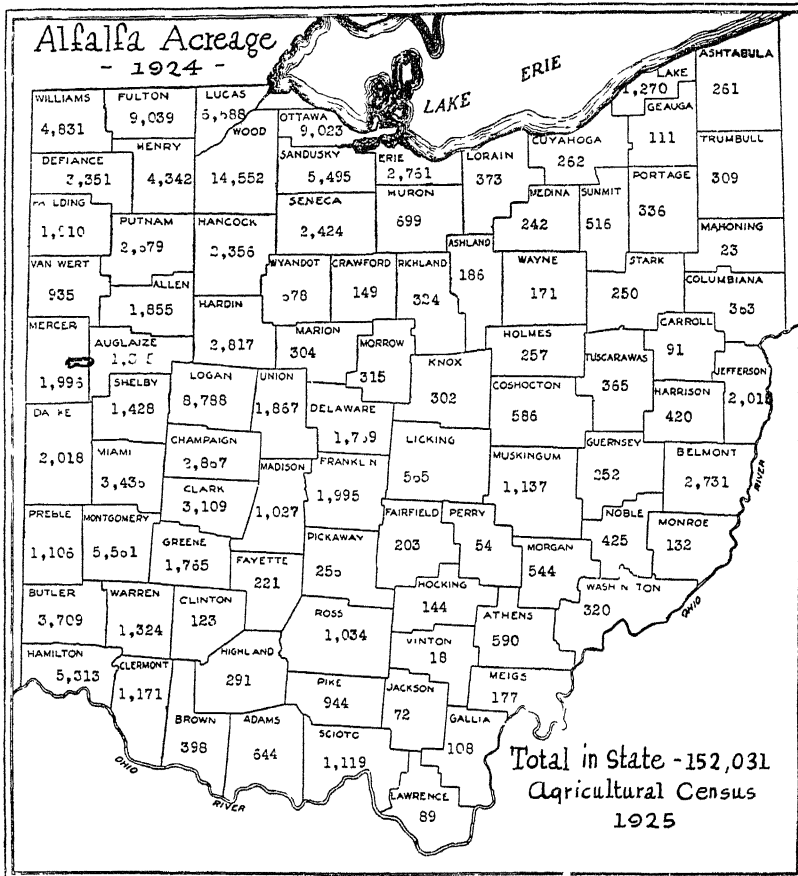 Alfalfa Acreage
- 1924 -
LAKE ERIE
WILLIAMS
4,831
FULTON
9,039
LUCAS
OTTAWA
9,023
WOOD
14,552
DEFIANCE
3,351
HENRY
4,342
SANDUSKY
5,495
ERIE
2,761
LORAIN
373
CUYAHOGA
262
LAKE
1,270
GEAUGA
111
ASHTABULA
261
TRUMBULL
309
1,910
PUTNAM
HANCOCK
2,356
SENECA
2,424
HURON
699
MEDINA
242
SUMMIT
516
PORTAGE
336
MAHONING
23
VAN WERT
935
ALLEN
1,855
HARDIN
2,817
WYANDOT
CRAWFORD
149
RICHLAND
324
ASHLAND
186
WAYNE
171
STARK
250
COLUMBIANA
MERCER
AUGLAIZE
MARION
304
MORROW
315
KNOX
302
HOLMES
257
TUSCARAWAS
365
CARROLL
91
JEFFERSON
SHELBY
1,428
LOGAN
8,788
UNION
1,867
DELAWARE
COSHOCTON
586
HARRISON
420
2,018
MIAMI
CHAMPAIGN
CLARK
3,109
MADISON
1,027
1,995
LICKING
MUSKINGUM
1,137
GUERNSEY
BELMONT
2,731
PREBLE
1,106
MONTGOMERY
GREENE
1,765
FAYETTE
221
PICKAWAY
FAIRFIELD
203
PERRY
54
MORGAN
544
NOBLE
425
MONROE
132
BUTLER
3,709
WARREN
1,324
CLINTON
123
ROSS
1,034
HOCKING
144
ATHENS
590
320
HAMILTON
5,313
CLERMONT
1,171
HIGHLAND
291
PIKE
944
VINTON
18
JACKSON
72
MEIGS
177
BROWN
398
ADAMS
644
1,119
GALLIA
108
LAWRENCE
89
OHIO RIVER
OHIO RIVER
Total in State - 152,031
Agricultural Census
1925